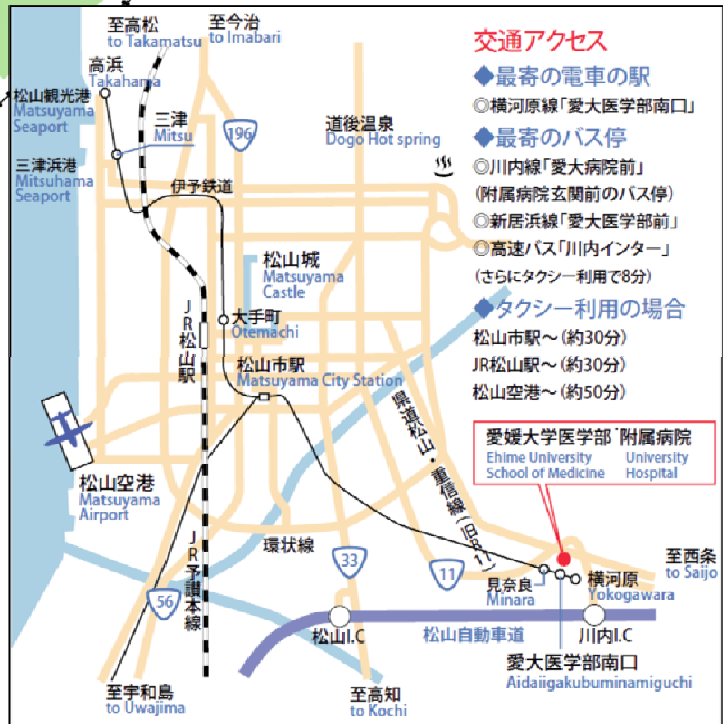 至高松
to Takamatsu
至今治
to Imabari
高浜
Takahama
松山観光港
Matsuyama
Seaport
三津
Mitsu
196
道後温泉
Dogo Hot spring
三津浜港
Mitsuhama
Seaport
伊予鉄道
松山城
Matsuyama
Castle
大手町
Otemachi
JR松山駅
松山市駅
Matsuyama City Station
松山空港
Matsuyama
Airport
県道松山・重信線(旧R11)
環状線
JR予讃本線
33
11
56
見奈良
Minara
横河原
Yokogawara
至西条
to Saijo
松山I.C
松山自動車道
川内I.C
愛大医学部南口
Aidaiigakubuminamiguchi
至宇和島
to Uwajima
至高知
to Kochi
交通アクセス
◆最寄の電車の駅
◎横河原線「愛大医学部南口」
◆最寄のバス停
◎川内線「愛大病院前」
(附属病院玄関前のバス停)
◎新居浜線「愛大医学部前」
◎高速バス「川内インター」
(さらにタクシー利用で8分)
◆タクシー利用の場合
松山市駅〜(約30分)
JR松山駅〜(約30分)
松山空港〜(約50分)
愛媛大学医学部 附属病院
Ehime University University
School of Medicine Hospital